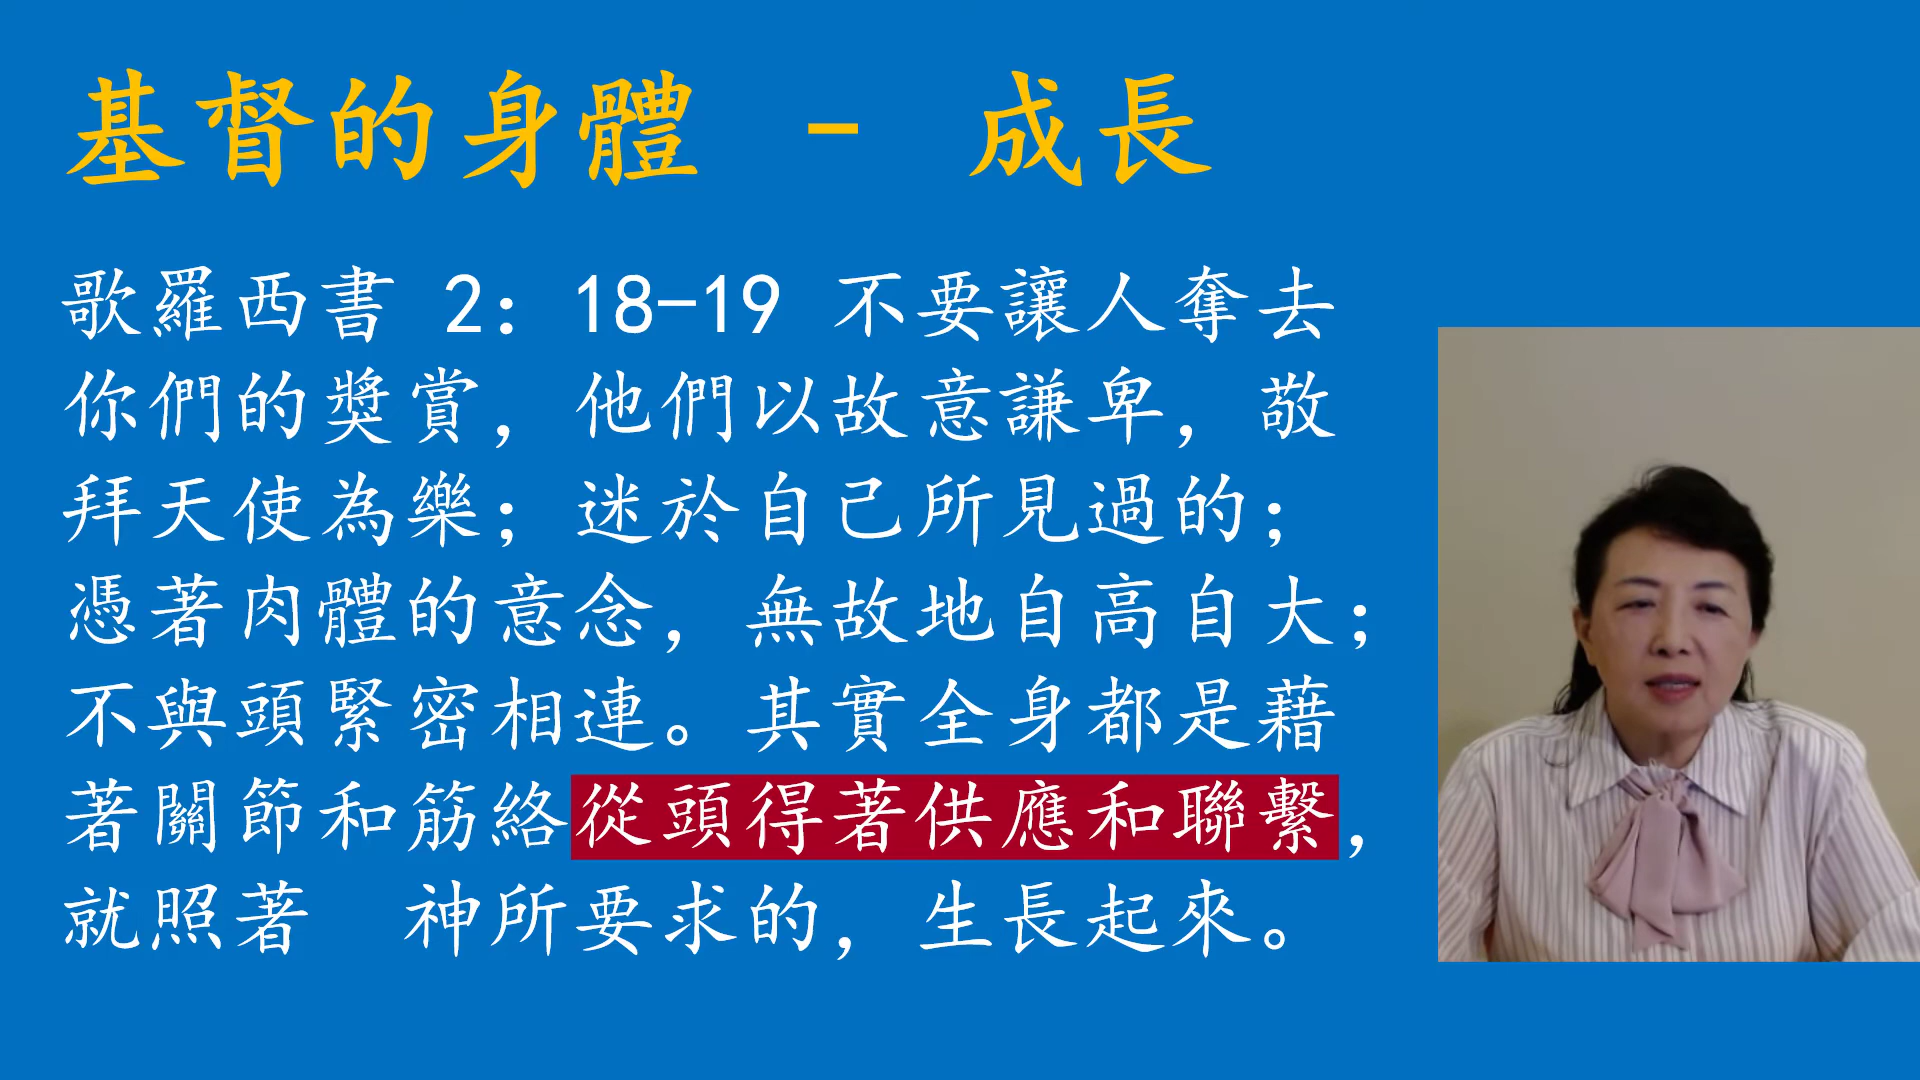 基督的身體 - 成長
歌羅西書 2：18-19 不要讓人奪去
你們的獎賞，他們以故意謙卑，敬
拜天使為樂；迷於自己所見過的；
憑著肉體的意念，無故地自高自大；
不與頭緊密相連。其實全身都是藉
著關節和筋絡從頭得著供應和聯繫，
就照著　神所要求的，生長起來。